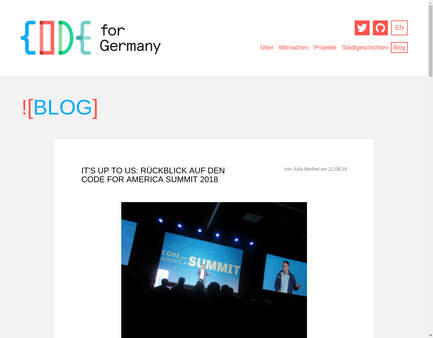 CODE for
Germany
EN
Über Mitmachen Projekte Stadtgeschichten Blog
![BLOG]
IT'S UP TO US: RÜCKBLICK AUF DEN
CODE FOR AMERICA SUMMIT 2018
von Julia Barthel am 22.08.18
CODE for
AMERICA
SUMMIT